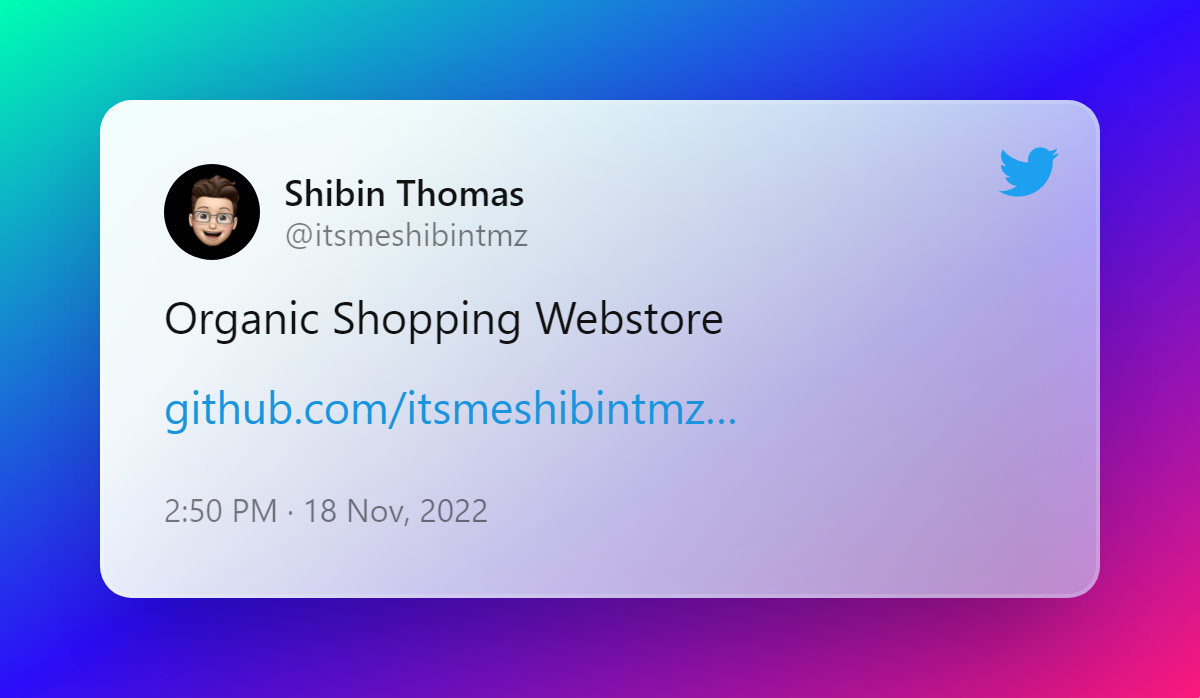 Shibin Thomas
@itsmeshibintmz
Organic Shopping Webstore
github.com/itsmeshibintmz...
2:50 PM · 18 Nov, 2022